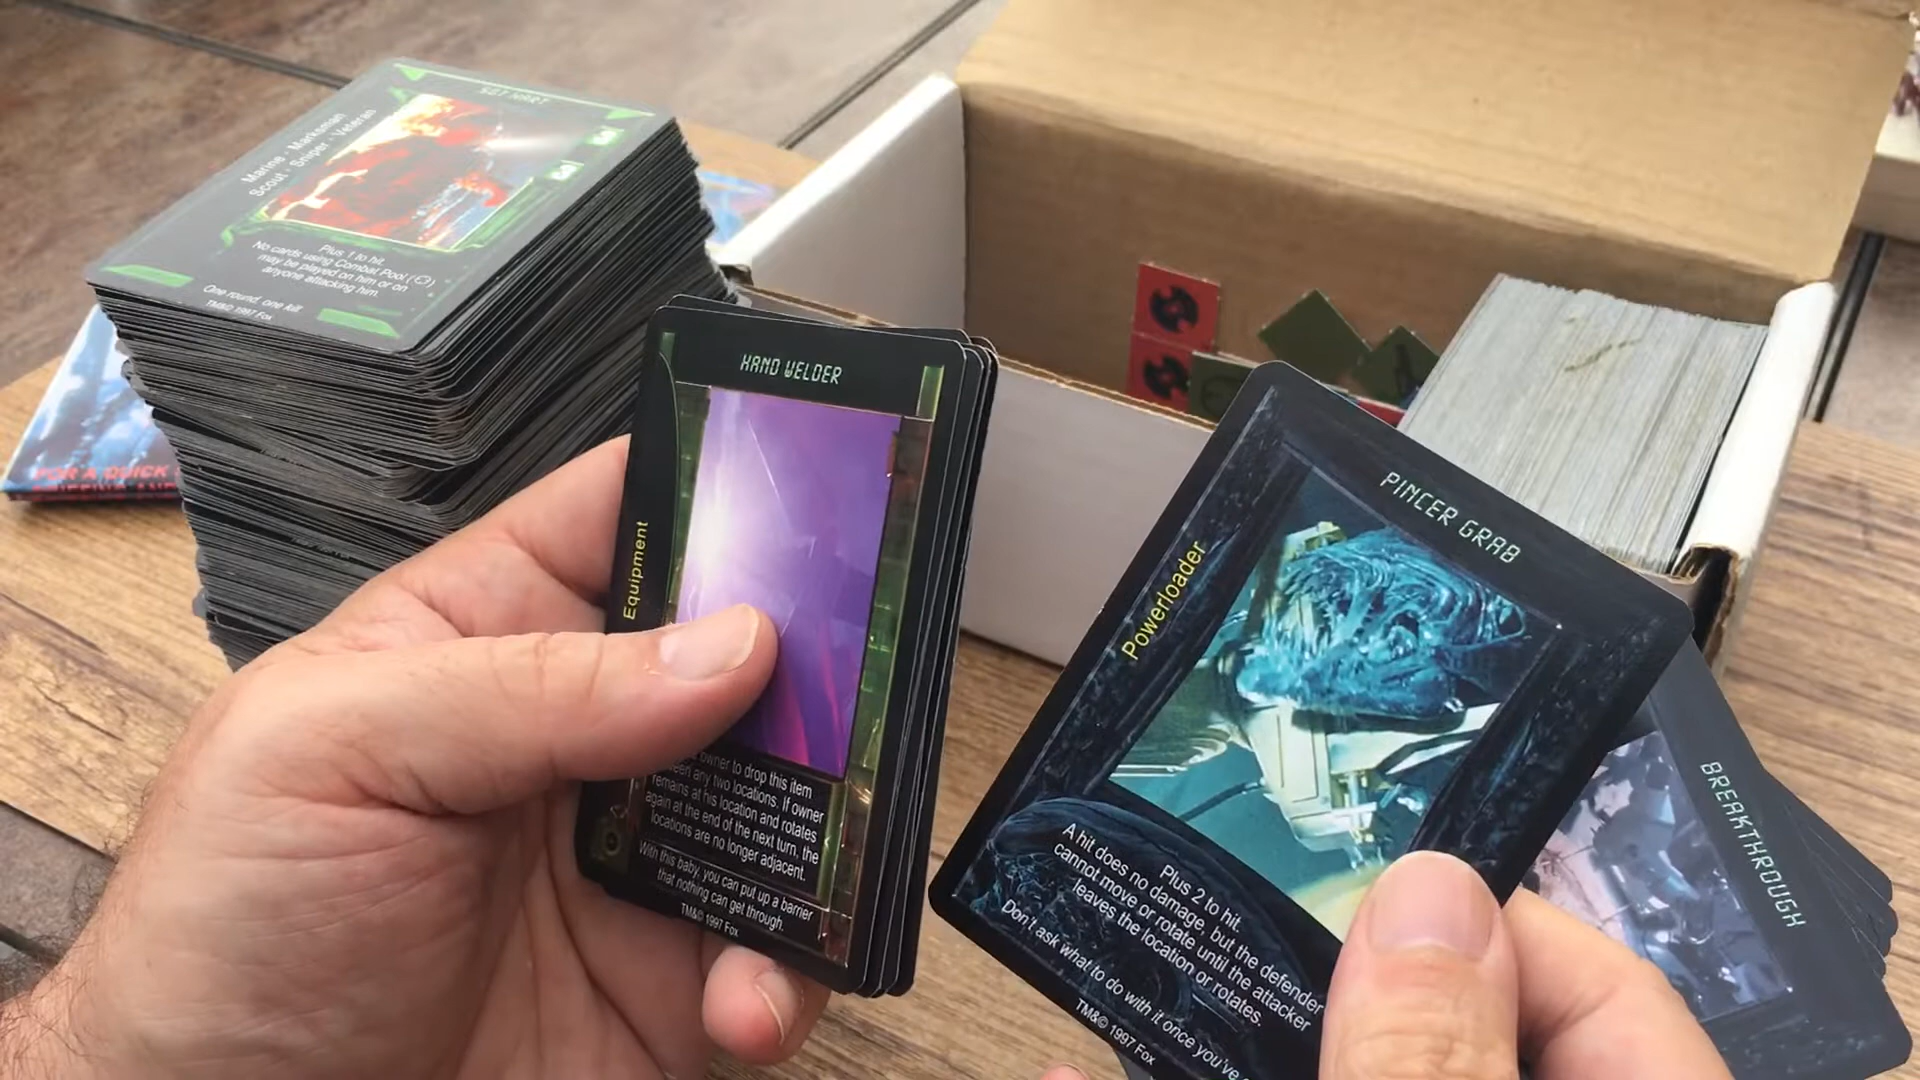 SGT HART
Marine - Marksman
Scout - Sniper - Veteran
Plus 1 to hit.
No cards using Combat Pool (
)
may be played on him or on
anyone attacking him.
One round, one kill.
TM&© 1997 Fox
FOR A QUICK
HAND WELDER
Equipment
owner to drop this item
any two locations. If owner
remains at his location and rotates
again at the end of the next turn, the
locations are no longer adjacent.
With this baby, you can put up a barrier
that nothing can get through.
TM&© 1997 Fox
PINCER GRAB
Powerloader
Plus 2 to hit.
A hit does no damage, but the defender
cannot move or rotate until the attacker
leaves the location or rotates.
Don't ask what to do with it once you've
TM&© 1997 Fox
BREAKTHROUGH